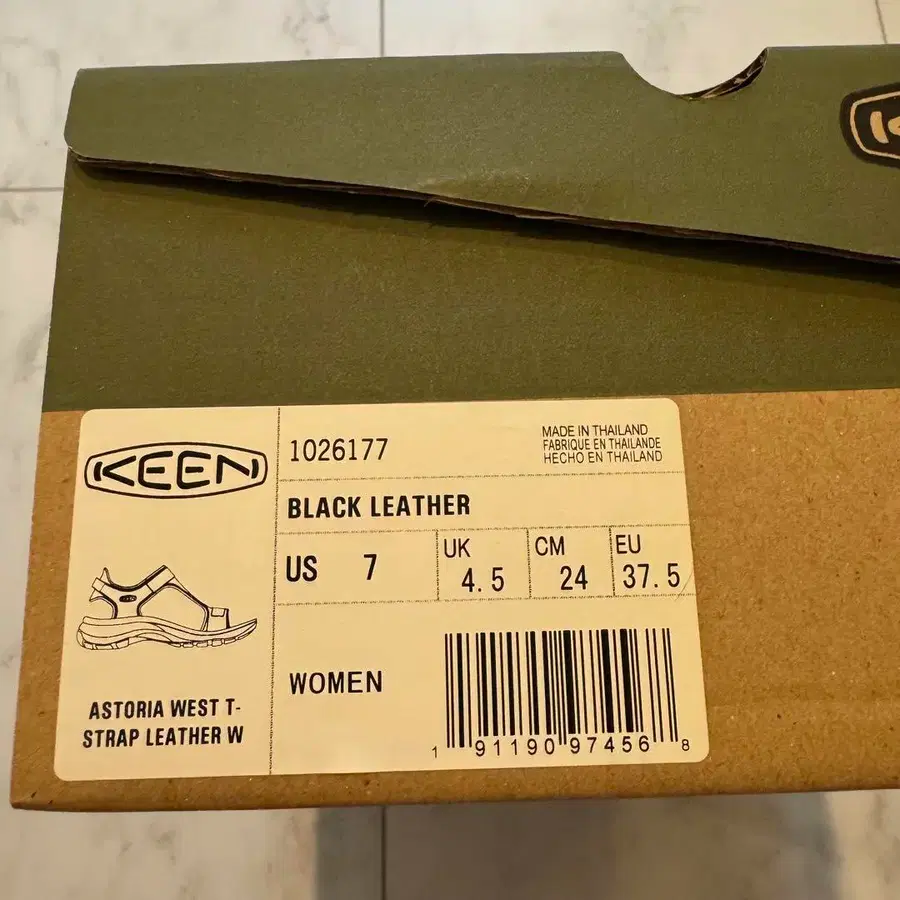 KEEN
1026177
MADE IN THAILAND
FABRIQUE EN THAILANDE
HECHO EN THAILAND
BLACK LEATHER
US 7
UK 4.5
CM 24
EU 37.5
WOMEN
ASTORIA WEST T-
STRAP LEATHER W
1 91190 97456 8